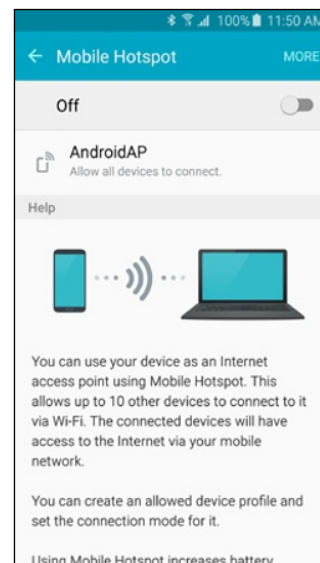 100% 11:50 AM
Mobile Hotspot MORE
Off
AndroidAP
Allow all devices to connect.
Help
You can use your device as an Internet
access point using Mobile Hotspot. This
allows up to 10 other devices to connect to it
via Wi-Fi. The connected devices will have
access to the Internet via your mobile
network.
You can create an allowed device profile and
set the connection mode for it.
Using Mobile Hotspot increases battery